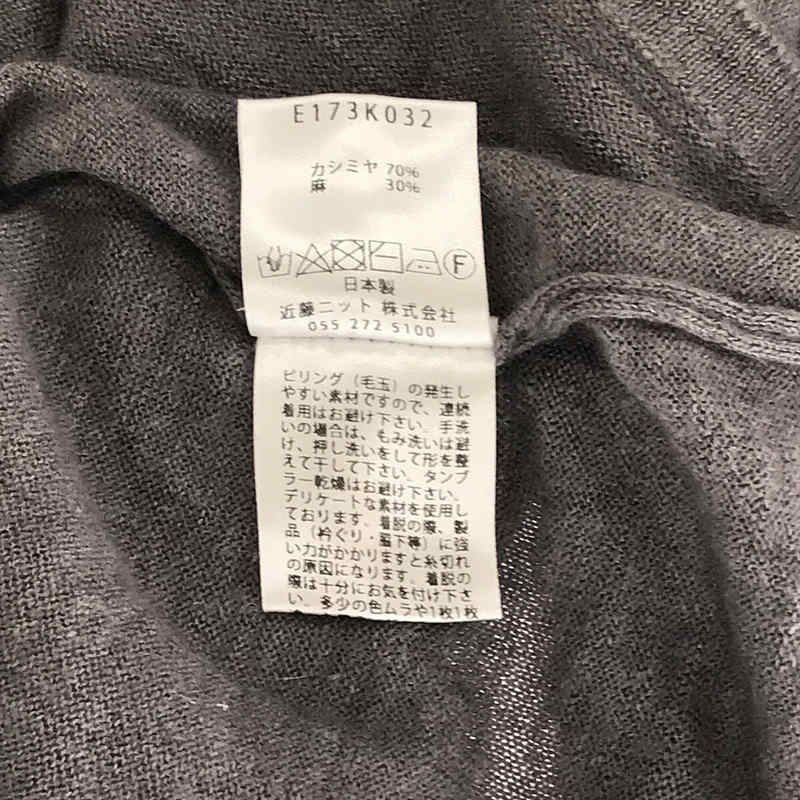 E173K032
カシミヤ 70%
麻 30%
F
日本製
近藤ニット 株式会社
055 272 5100
ピリング（毛玉）の発生し
やすい素材ですので、連続
着用はお避け下さい。手洗
いの場合は、もみ洗いは避
け、押し洗いをして形を整
えて干して下さい。タンブ
ラー乾燥はお避け下さい。
デリケートな素材を使用し
ております。着脱の際、製
品（衿ぐり・脇下等）に強
い力がかかりますと糸切れ
の原因になります。着脱の
際は十分にお気を付け下さ
い。多少の色ムラや1枚1枚